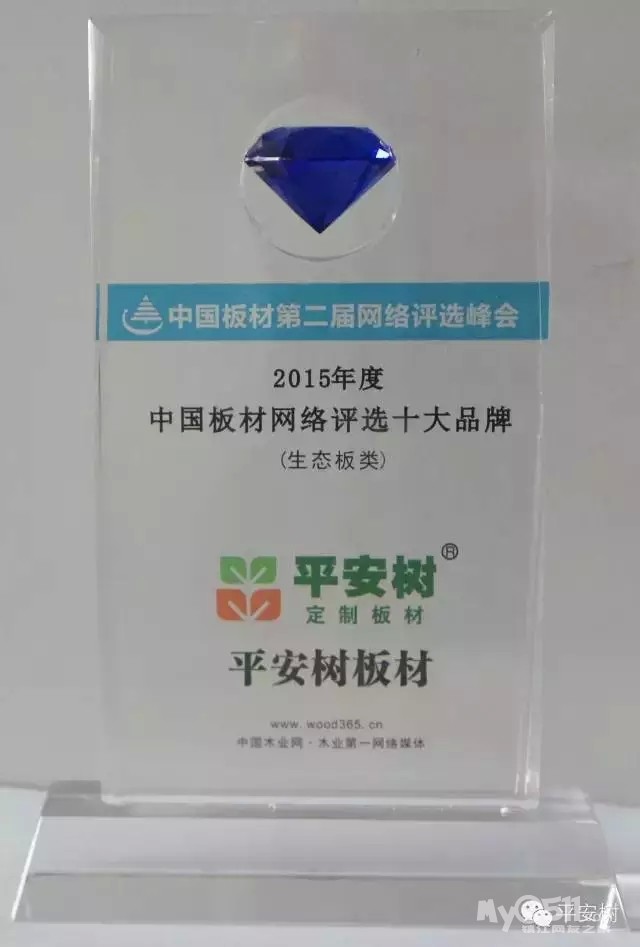 中国板材第二届网络评选峰会
2015年度
中国板材网络评选十大品牌
(生态板类)
平安树®
定制板材
平安树板材
www.wood365.cn
中国木业网·木业第一网络媒体
平安树